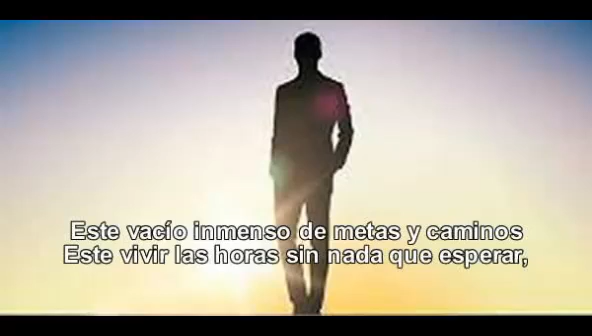 Este vacío inmenso de metas y caminos
Este vivir las horas sin nada que esperar,